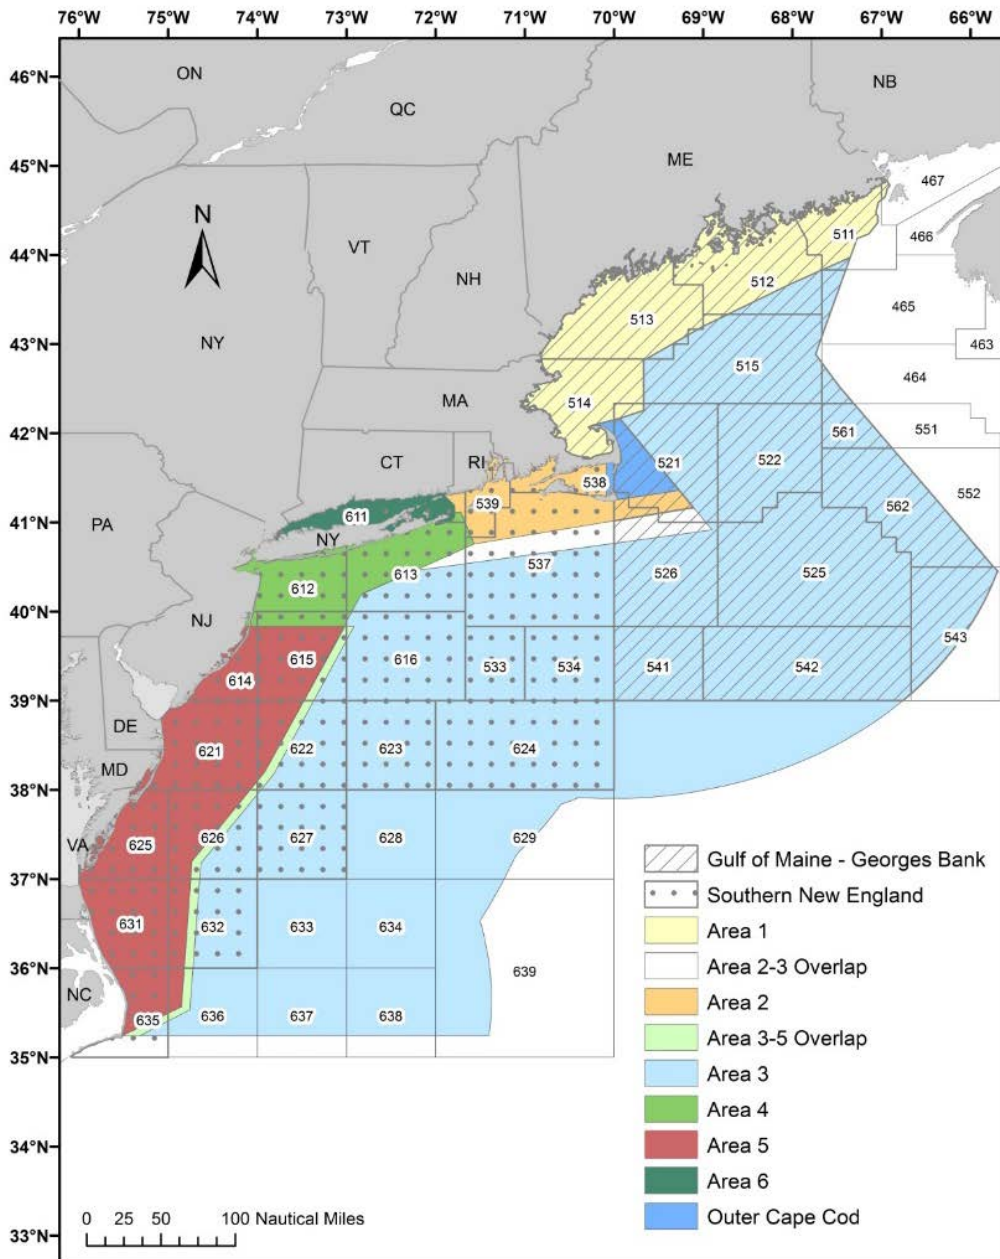 76°W 75°W 74°W 73°W 72°W 71°W 70°W 69°W 68°W 67°W 66°W
46°N
ON
QC
NB
45°N
ME
467
N
511
466
44°N
VT
NH
512
465
513
43°N
NY
463
515
464
MA
514
42°N
561
551
CT
RI
521
522
538
552
539
562
41°N
611
PA
NY
537
613
526
525
612
40°N
NJ
543
615
616
533
534
541
542
614
39°N
DE
621
622
623
624
MD
38°N
VA
625
626
627
628
629
37°N
631
632
633
634
36°N
639
NC
635
636
637
638
35°N
34°N
33°N
Gulf of Maine - Georges Bank
Southern New England
Area 1
Area 2-3 Overlap
Area 2
Area 3-5 Overlap
Area 3
Area 4
Area 5
Area 6
Outer Cape Cod
0 25 50 100 Nautical Miles